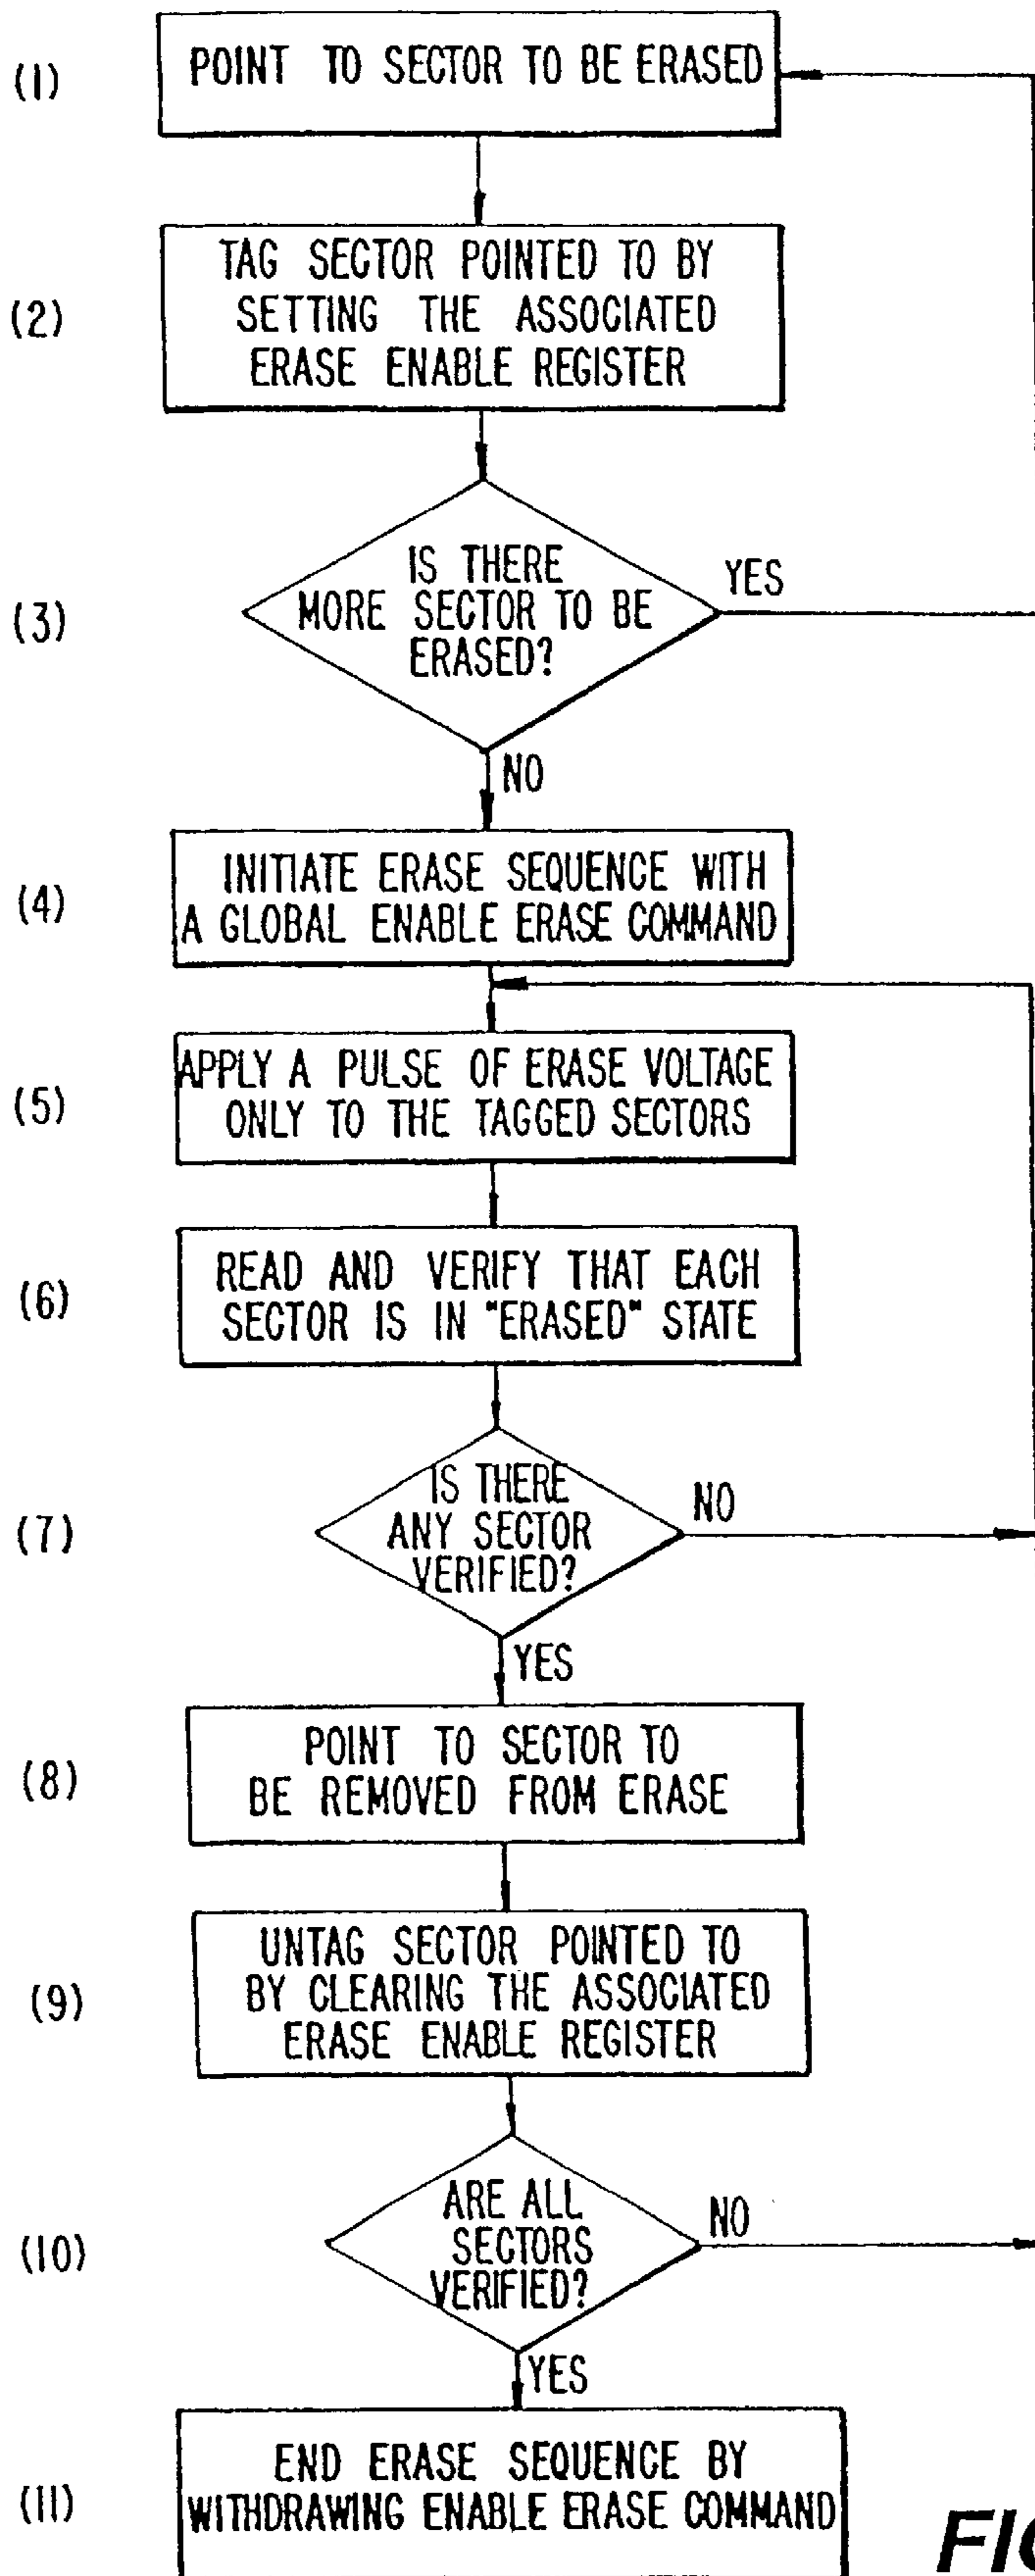 (1)
POINT TO SECTOR TO BE ERASED
(2)
TAG SECTOR POINTED TO BY
SETTING THE ASSOCIATED
ERASE ENABLE REGISTER
(3)
IS THERE
MORE SECTOR TO BE
ERASED?
YES
NO
(4)
INITIATE ERASE SEQUENCE WITH
A GLOBAL ENABLE ERASE COMMAND
(5)
APPLY A PULSE OF ERASE VOLTAGE
ONLY TO THE TAGGED SECTORS
(6)
READ AND VERIFY THAT EACH
SECTOR IS IN "ERASED" STATE
(7)
IS THERE
ANY SECTOR
VERIFIED?
NO
YES
(8)
POINT TO SECTOR TO
BE REMOVED FROM ERASE
(9)
UNTAG SECTOR POINTED TO
BY CLEARING THE ASSOCIATED
ERASE ENABLE REGISTER
(10)
ARE ALL
SECTORS
VERIFIED?
NO
YES
(11)
END ERASE SEQUENCE BY
WITHDRAWING ENABLE ERASE COMMAND